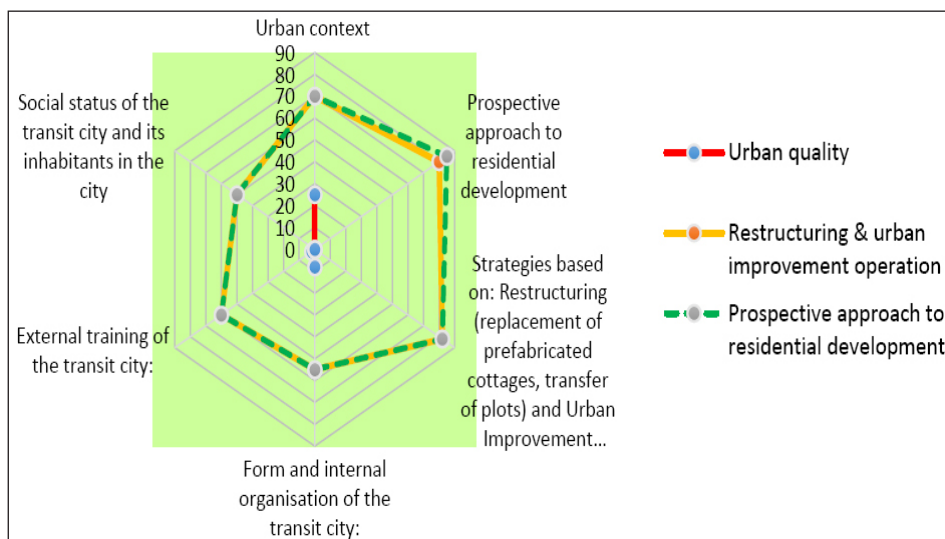 Urban context
90
80
70
60
50
40
30
20
10
0
Prospective
approach to
residential
development
Strategies based
on: Restructuring
(replacement of
prefabricated
cottages, transfer
of plots) and Urban
Improvement...
Form and internal
organisation of the
transit city:
External training of
the transit city:
Social status of the
transit city and its
inhabitants in the
city
Urban quality
Restructuring & urban
improvement operation
Prospective approach to
residential development